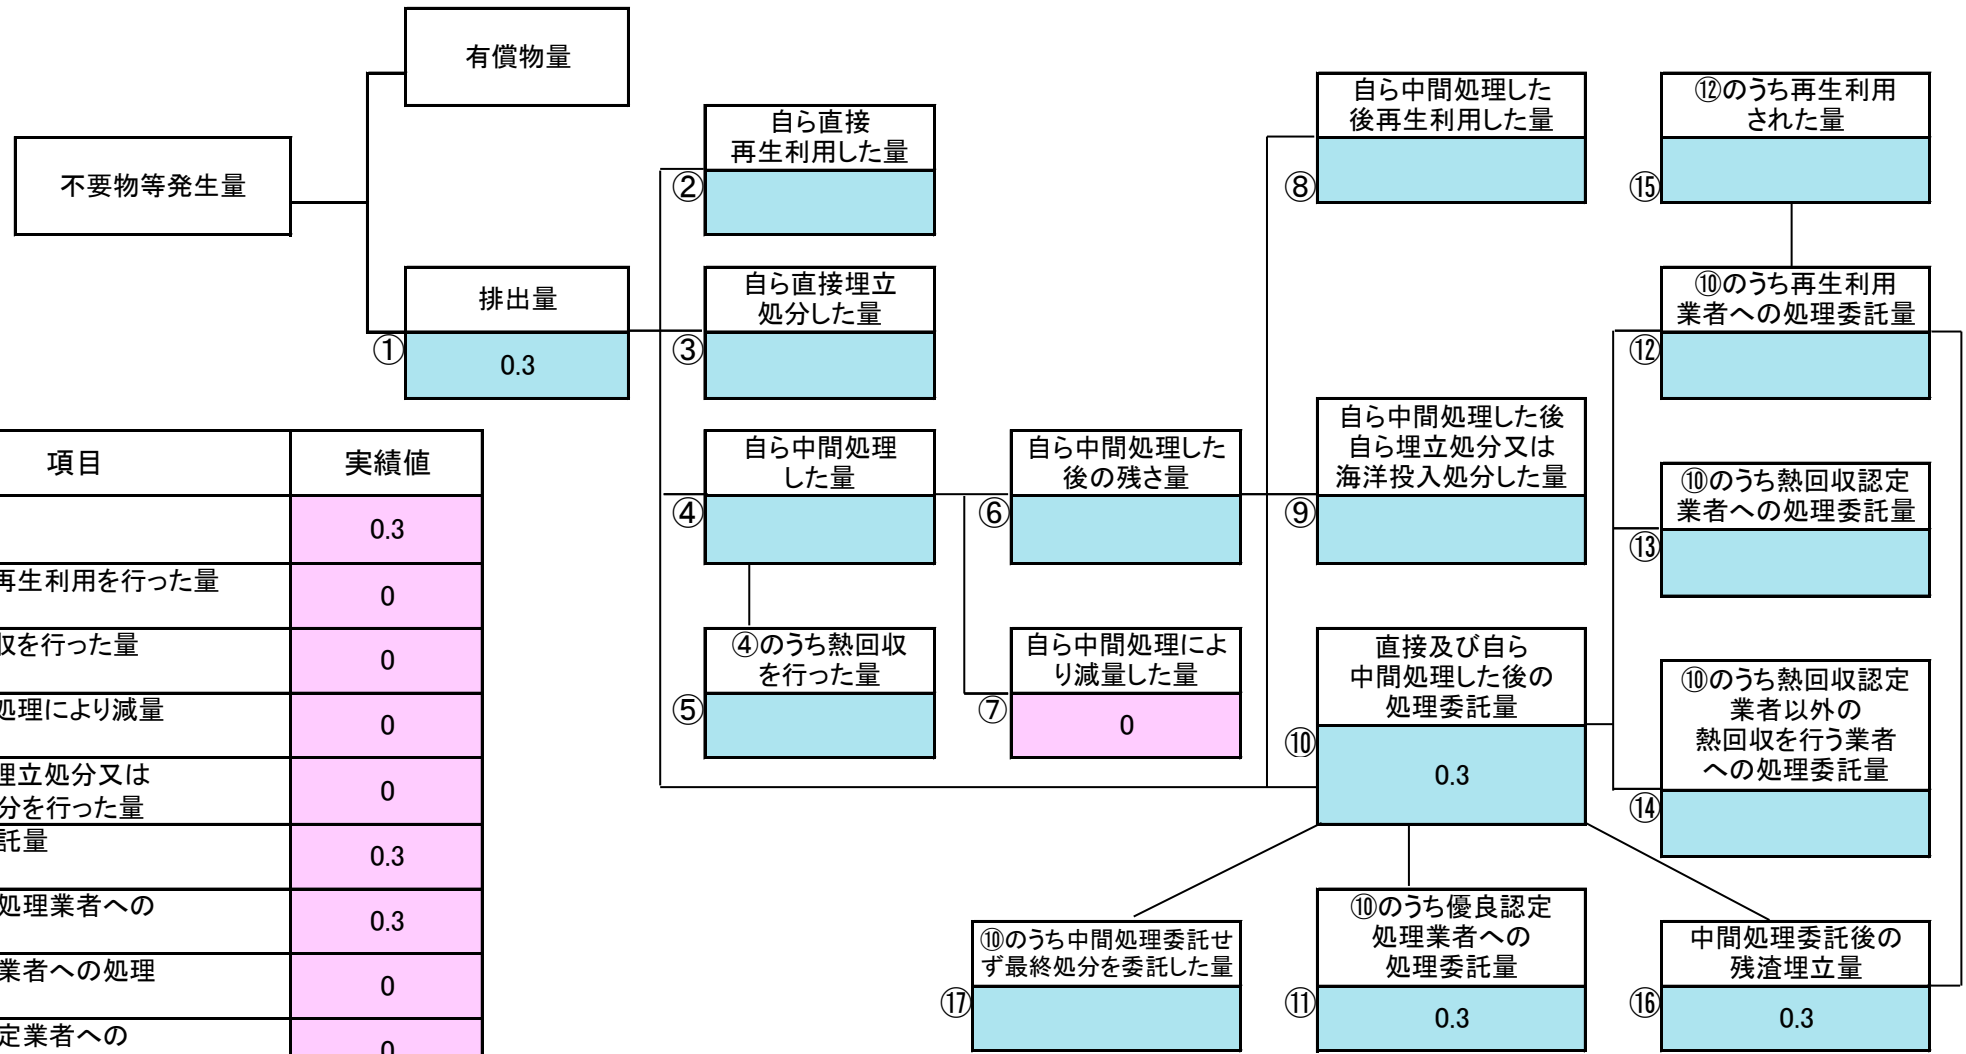 有償物量
不要物等発生量
排出量
①
0.3
自ら直接
再生利用した量
②
自ら直接埋立
処分した量
③
自ら中間処理
した量
④
④のうち熱回収
を行った量
⑤
自ら中間処理した
後の残さ量
⑥
自ら中間処理によ
り減量した量
⑦
0
自ら中間処理した
後再生利用した量
⑧
自ら中間処理した後
自ら埋立処分又は
海洋投入処分した量
⑨
直接及び自ら
中間処理した後の
処理委託量
⑩
0.3
⑫のうち再生利用
された量
⑮
⑩のうち再生利用
業者への処理委託量
⑫
⑩のうち熱回収認定
業者への処理委託量
⑬
⑩のうち熱回収認定
業者以外の
熱回収を行う業者
への処理委託量
⑭
⑩のうち中間処理委託せ
ず最終処分を委託した量
⑰
⑩のうち優良認定
処理業者への
処理委託量
⑪
0.3
中間処理委託後の
残渣埋立量
⑯
0.3
項目 実績値
0.3
再生利用を行った量
0
収を行った量
0
処理により減量
0
埋立処分又は
分を行った量
0
託量
0.3
処理業者への
0.3
業者への処理
0
定業者への
0